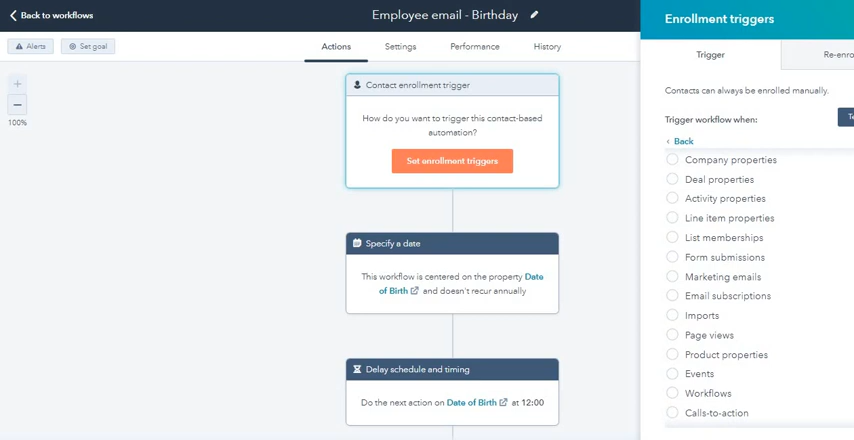 Back to workflows
Employee email - Birthday
Enrollment triggers
Alerts
Set goal
Actions
Settings
Performance
History
Trigger
100%
Contact enrollment trigger
How do you want to trigger this contact-based
automation?
Set enrollment triggers
Specify a date
This workflow is centered on the property Date
of Birth and doesn't recur annually
Delay schedule and timing
Do the next action on Date of Birth at 12:00
Contacts can always be enrolled manually.
Trigger workflow when:
Back
Company properties
Deal properties
Activity properties
Line item properties
List memberships
Form submissions
Marketing emails
Email subscriptions
Imports
Page views
Product properties
Events
Workflows
Calls-to-action